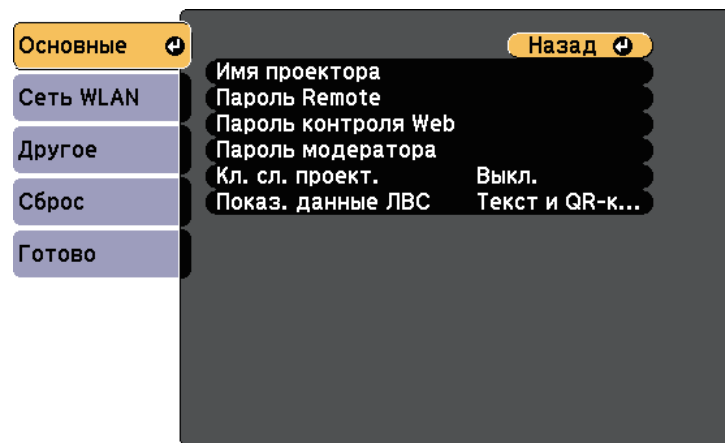 Основные
Сеть WLAN
Другое
Сброс
Готово
Назад
Имя проектора
Пароль Remote
Пароль контроля Web
Пароль модератора
Кл. сл. проект. Выкл.
Показ. данные ЛВС Текст и QR-к...